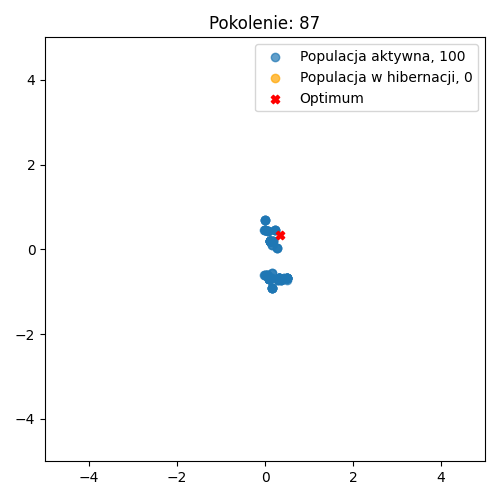 Pokolenie: 87
Populacja aktywna, 100
Populacja w hibernacji, 0
Optimum
4
2
0
−2
−4
−4 −2 0 2 4